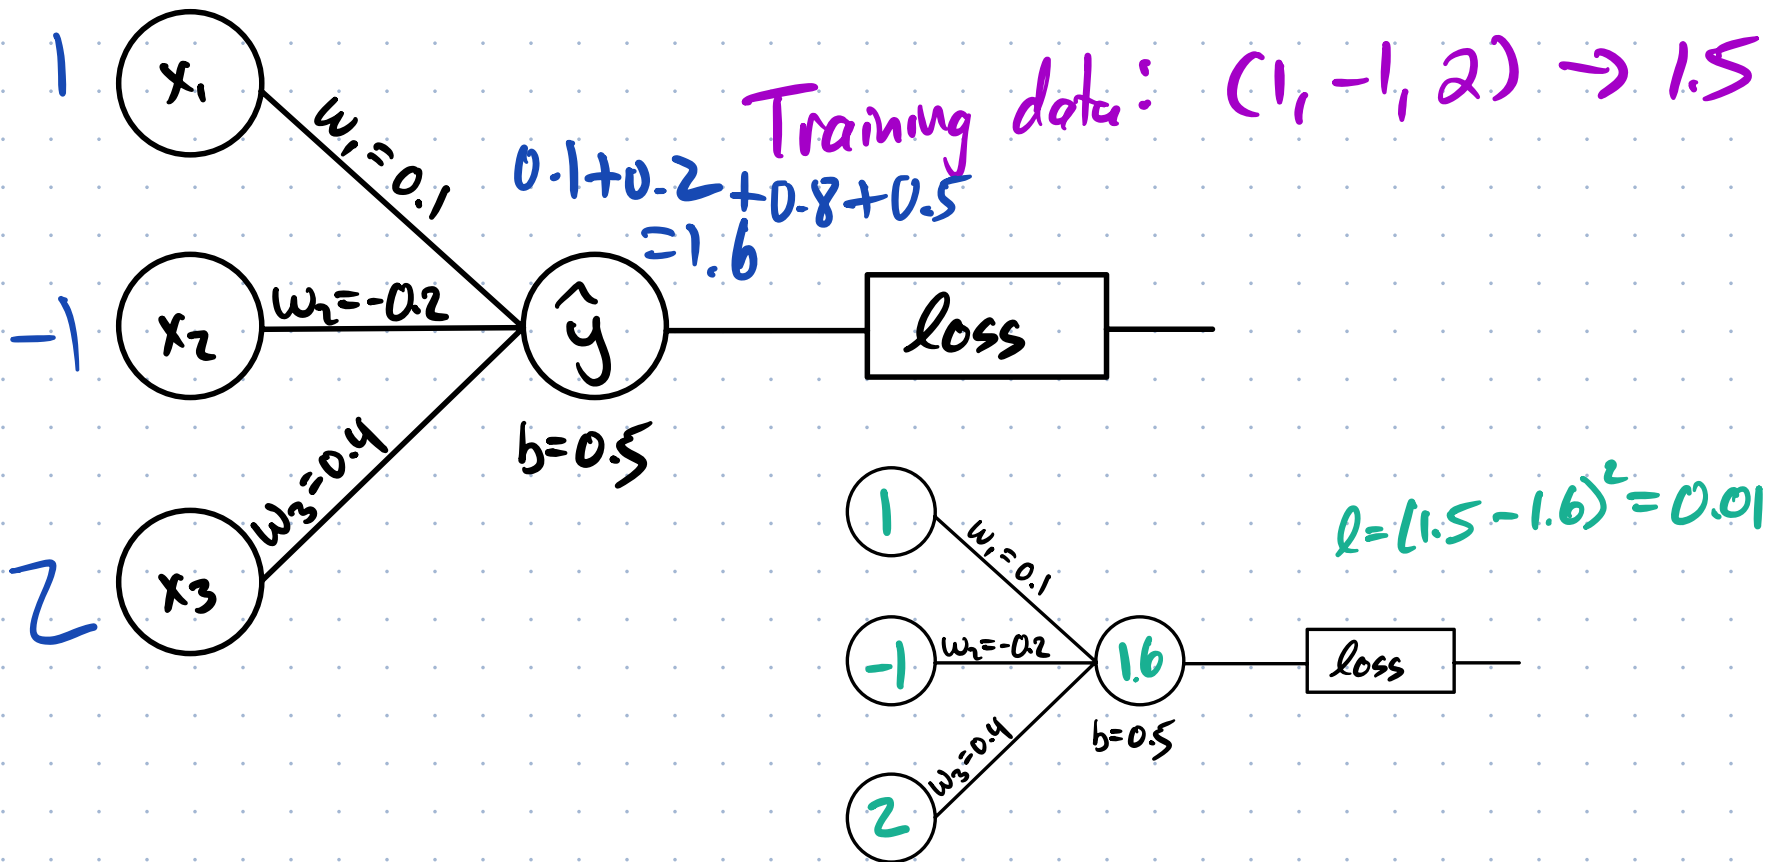 Training data: (1, -1, 2) → 1.5
1
x₁
w₁=0.1
0.1+0.2+0.8+0.5
=1.6
-1
x₂
w₂=-0.2
ŷ
loss
b=0.5
w₃=0.4
2
x₃
l=(1.5-1.6)²=0.01
1
w₁=0.1
-1
w₂=-0.2
1.6
loss
b=0.5
w₃=0.4
2